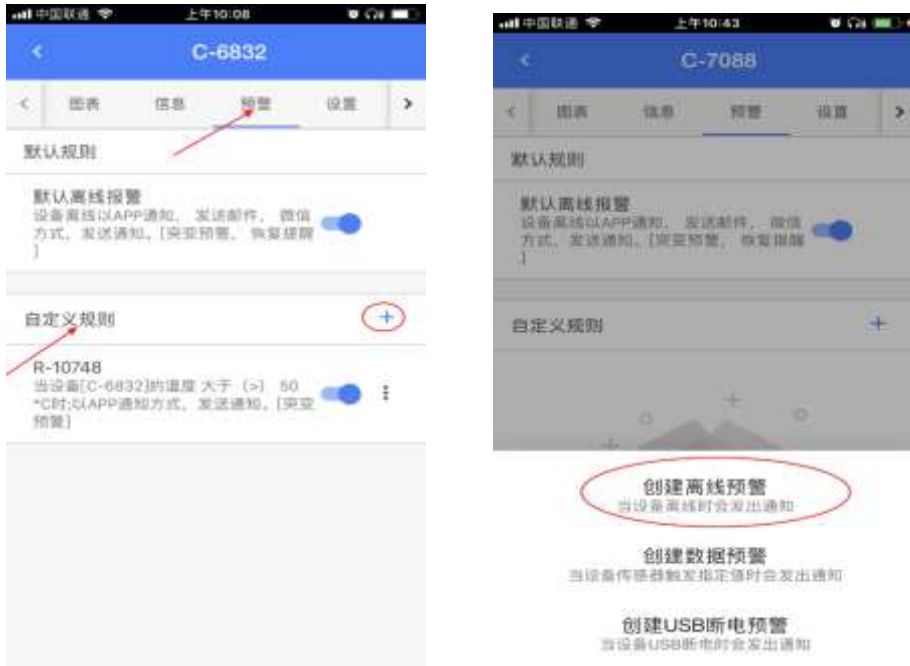 中国联通 上午10:08
C-6832
图表 信息 预警 设置
默认规则
默认离线报警
设备离线以APP通知, 发送邮件, 微信
方式, 发送通知。[突变预警, 恢复提醒
]
自定义规则 +
R-10748
当设备[C-6832]的温度 大于 (>) 50
°C时;以APP通知方式, 发送通知。[突变
预警]
中国联通 上午10:43
C-7088
图表 信息 预警 设置
默认规则
默认离线报警
设备离线以APP通知, 发送邮件, 微信
方式, 发送通知。[突变预警, 恢复提醒
]
自定义规则 +
创建离线预警
当设备离线时会发出通知
创建数据预警
当设备传感器触发指定值时会发出通知
创建USB断电预警
当设备USB断电时会发出通知